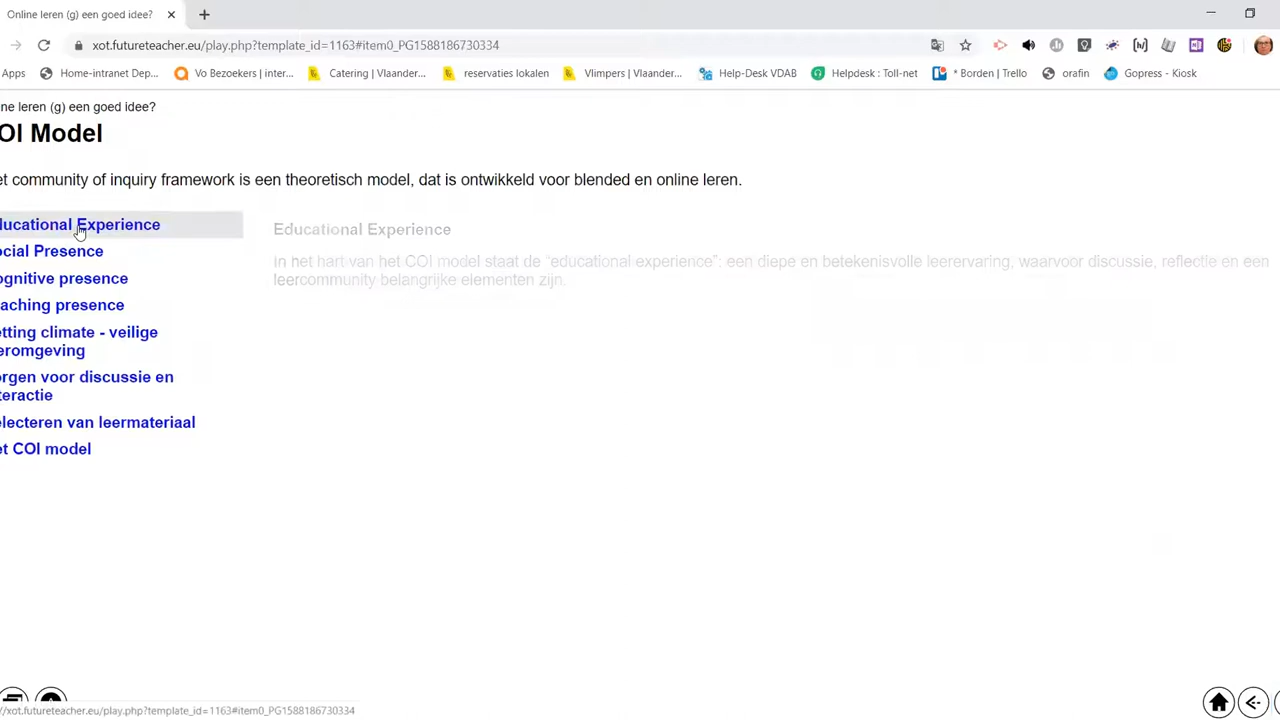 Online leren (g) een goed idee?
xot.futureteacher.eu/play.php?template_id=1163#item0_PG1588186730334
Apps Home-intranet Dep... Vo Bezoekers | inter... Catering | Vlaander... reservaties lokalen Vlimpers | Vlaander... Help-Desk VDAB Helpdesk : Toll-net * Borden | Trello orafin Gopress - Kiosk
ne leren (g) een goed idee?
OI Model
et community of inquiry framework is een theoretisch model, dat is ontwikkeld voor blended en online leren.
ducational Experience
ocial Presence
ognitive presence
aching presence
etting climate - veilige
eromgeving
orgen voor discussie en
teractie
electeren van leermateriaal
et COI model
Educational Experience
In het hart van het COI model staat de "educational experience": een diepe en betekenisvolle leerervaring, waarvoor discussie, reflectie en een
leercommunity belangrijke elementen zijn.
//xot.futureteacher.eu/play.php?template_id=1163#item0_PG1588186730334